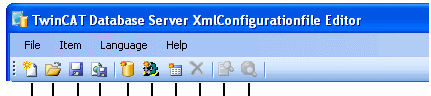 TwinCAT Database Server XmlConfigurationfile Editor
File Item Language Help